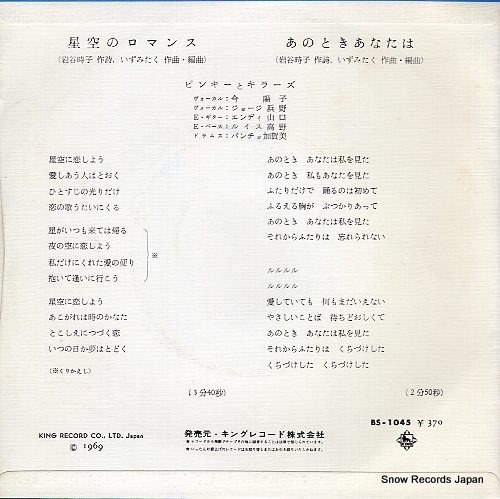 星空のロマンス
(岩谷時子 作詩, いずみたく 作曲・編曲)
あのときあなたは
(岩谷時子 作詩, いずみたく 作曲・編曲)
ピンキーとキラーズ
ヴォーカル：今 陽子
ヴォーカル：ジョージ浜野
E・ギター：エンディ山口
E・ベース：ルイス高野
ドラムス：パンチョ加賀美
星空に恋しよう
愛しあう人はとおく
ひとすじの光りだけ
恋の歌うたいにくる
星がいつも来ては帰る
夜の空に恋しよう
私だけにくれた愛の便り
抱いて逢いに行こう
※
星空に恋しよう
あこがれは時のかなた
とこしえにつづく恋
いつの日か夢はとどく
(※くりかえし)
(3分40秒)
あのとき あなたは私を見た
あのとき 私もあなたを見た
ふたりだけで 踊るのは初めて
ふるえる胸が ぶつかりあって
あのとき あなたは私を見た
それからふたりは 忘れられない
ルルルル
ルルルル
愛していても 何もまだいえない
やさしいことば 待ちどおしくて
あのとき あなたは私を見た
それからふたりは くちづけした
くちづけした くちづけした
(2分50秒)
BS-1045 ¥370
KING RECORD CO., LTD. Japan
© 1969
発売元・キングレコード株式会社
Snow Records Japan